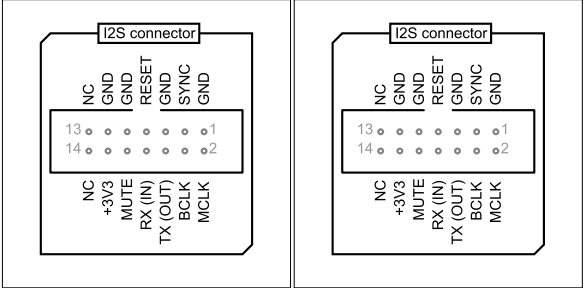 I2S connector
NC GND GND RESET GND SYNC GND
13 1
14 2
NC +3V3 MUTE RX (IN) TX (OUT) BCLK MCLK
I2S connector
NC GND GND RESET GND SYNC GND
13 1
14 2
NC +3V3 MUTE RX (IN) TX (OUT) BCLK MCLK